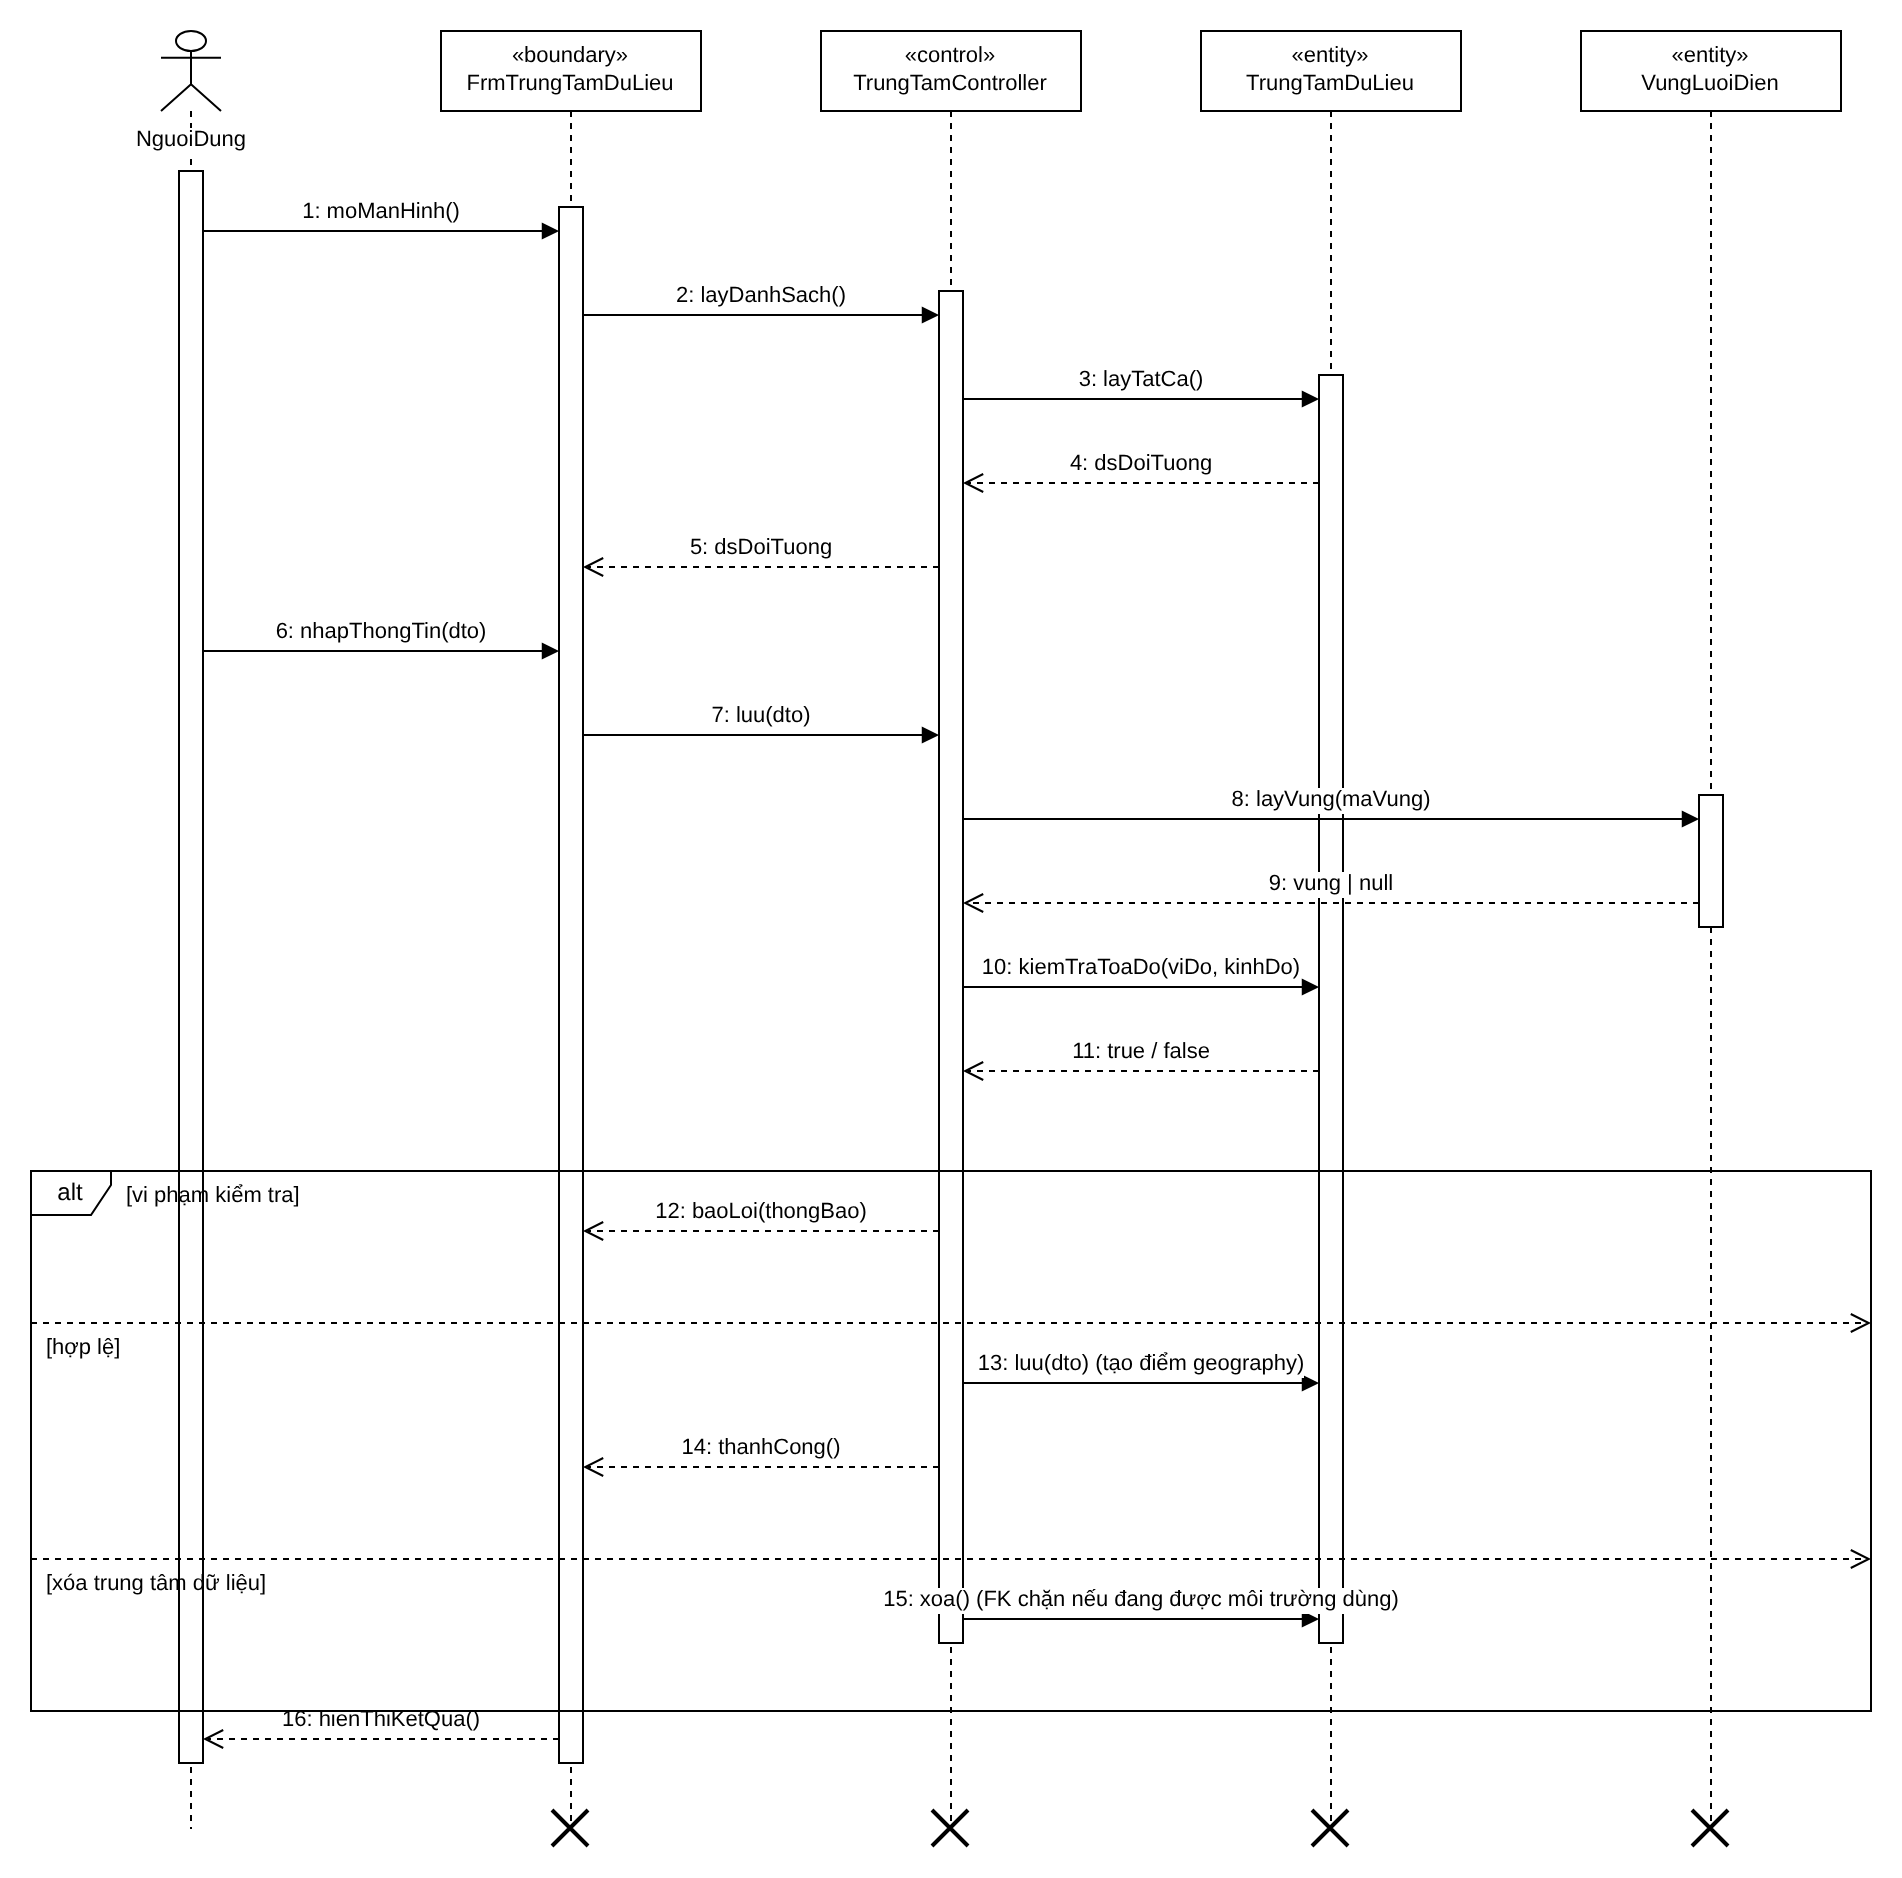 «boundary»
FrmTrungTamDuLieu
«control»
TrungTamController
«entity»
TrungTamDuLieu
«entity»
VungLuoiDien
NguoiDung
1: moManHinh()
2: layDanhSach()
3: layTatCa()
4: dsDoiTuong
5: dsDoiTuong
6: nhapThongTin(dto)
7: luu(dto)
8: layVung(maVung)
9: vung | null
10: kiemTraToaDo(viDo, kinhDo)
11: true / false
alt
[vi phạm kiểm tra]
12: baoLoi(thongBao)
[hợp lệ]
13: luu(dto) (tạo điểm geography)
14: thanhCong()
[xóa trung tâm dữ liệu]
15: xoa() (FK chặn nếu đang được môi trường dùng)
16: hienThiKetQua()